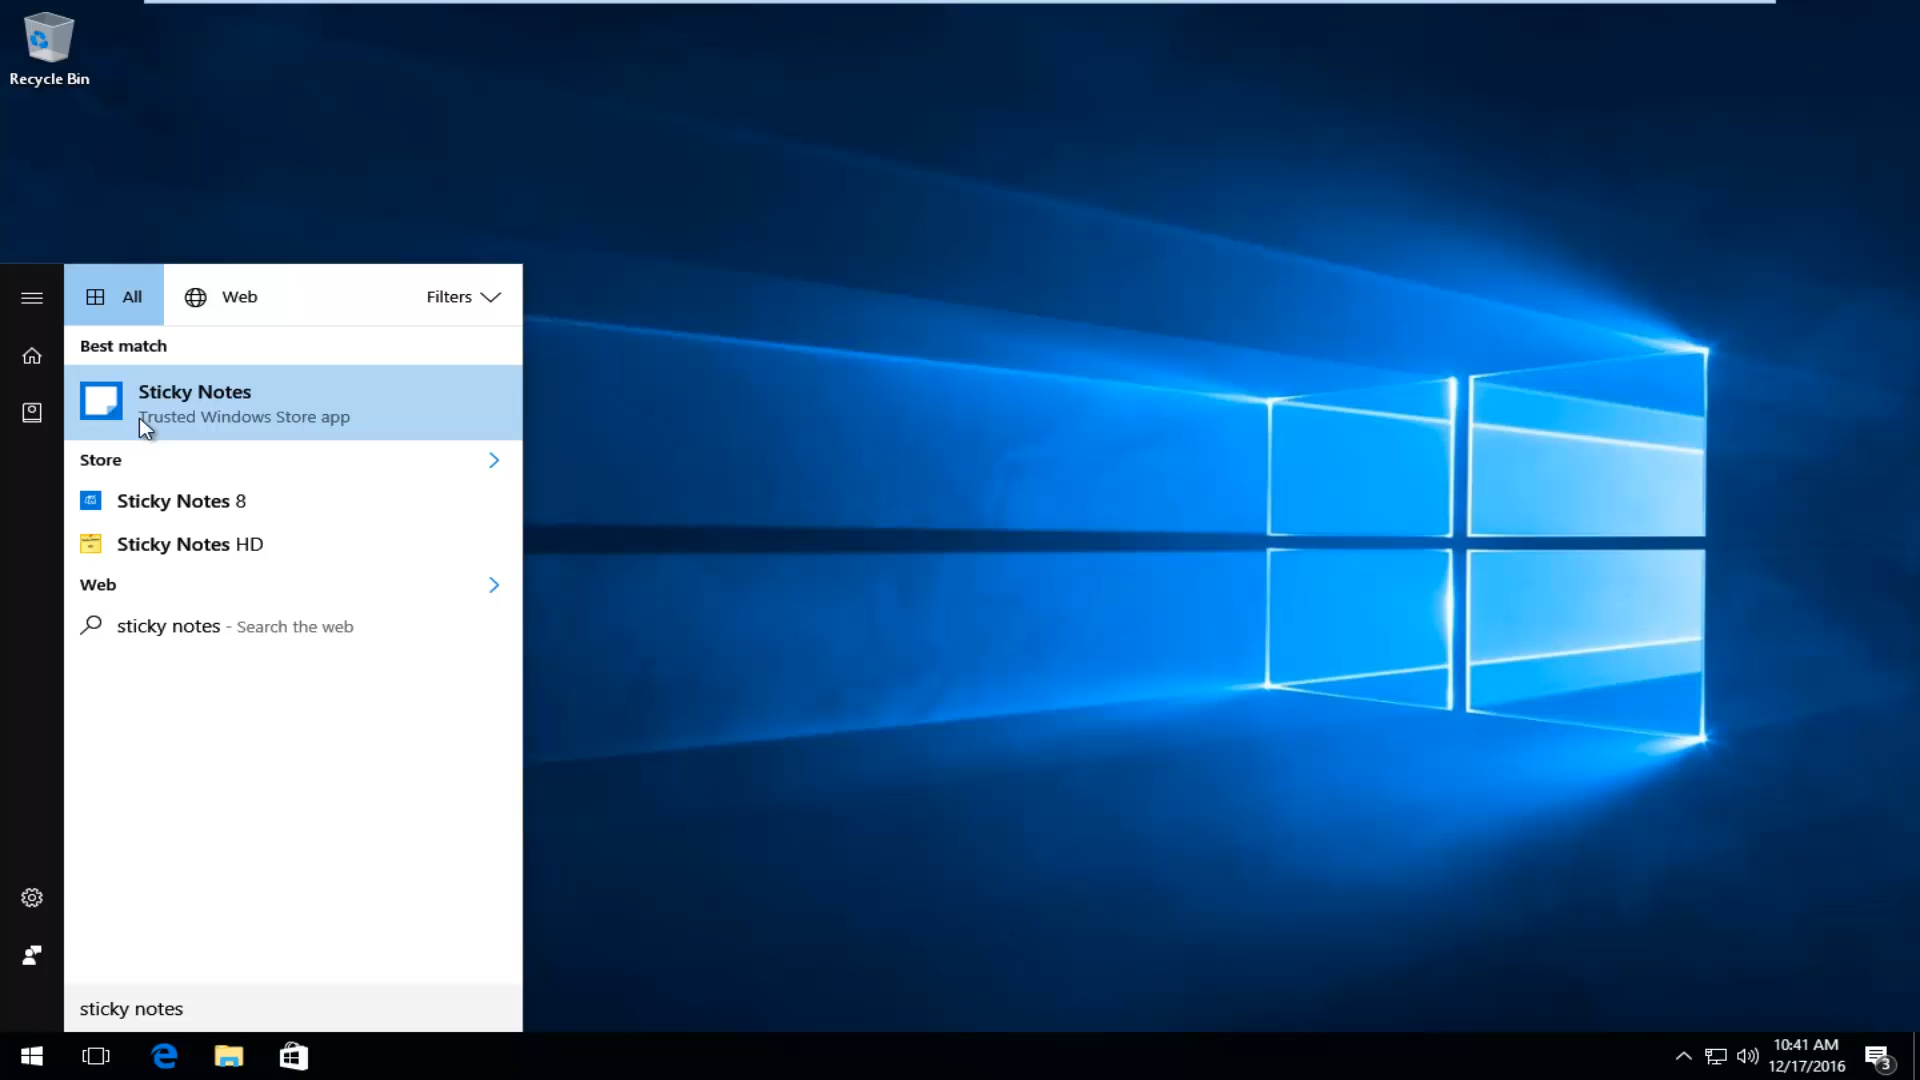 Recycle Bin
All
Web
Filters
Best match
Sticky Notes
Trusted Windows Store app
Store
Sticky Notes 8
Sticky Notes HD
Web
sticky notes - Search the web
sticky notes
10:41 AM
12/17/2016
3